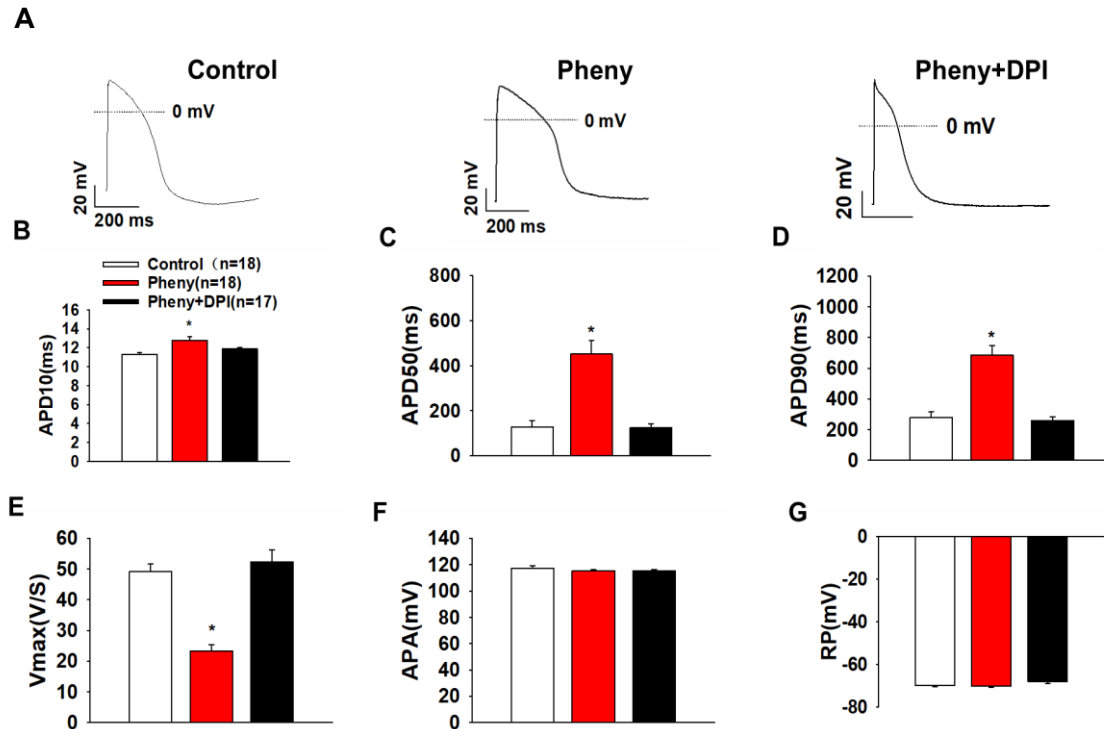 A
Control
Pheny
Pheny+DPI
0 mV
0 mV
0 mV
20 mV
200 ms
20 mV
200 ms
20 mV
B
Control（n=18)
Pheny(n=18)
Pheny+DPI(n=17)
APD10(ms)
16
14
12
10
8
6
4
2
0
*
C
APD50(ms)
800
600
400
200
0
*
D
APD90(ms)
1200
1000
800
600
400
200
0
*
E
Vmax(V/S)
60
50
40
30
20
10
0
*
F
APA(mV)
140
120
100
80
60
40
20
0
G
RP(mV)
0
-20
-40
-60
-80